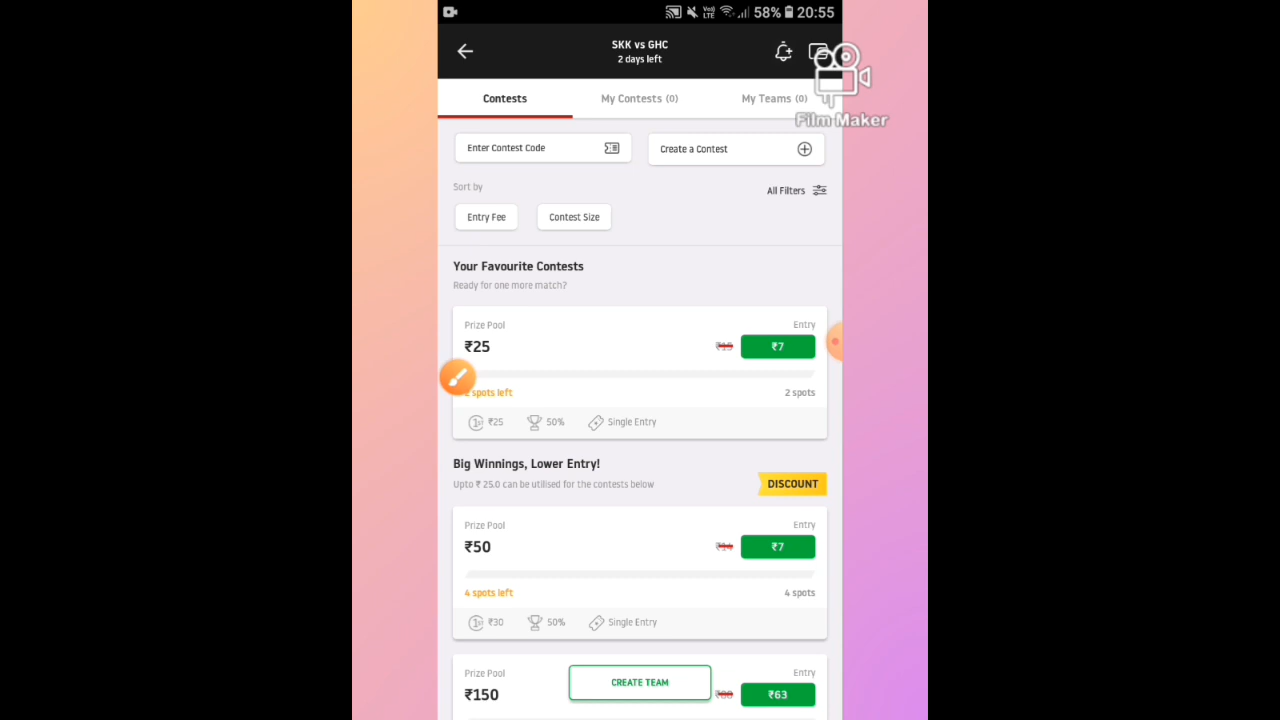 Vo))
LTE
58% 20:55
SKK vs GHC
2 days left
Contests
My Contests (0)
My Teams (0)
Film Maker
Enter Contest Code
Create a Contest
Sort by
All Filters
Entry Fee
Contest Size
Your Favourite Contests
Ready for one more match?
Prize Pool
Entry
₹25
₹7
spots left
2 spots
1st ₹25
50%
Single Entry
Big Winnings, Lower Entry!
Upto ₹ 25.0 can be utilised for the contests below
DISCOUNT
Prize Pool
Entry
₹50
₹7
4 spots left
4 spots
1st ₹30
50%
Single Entry
Prize Pool
Entry
₹150
CREATE TEAM
₹63